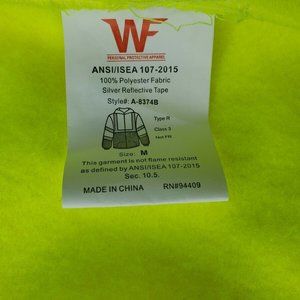 WF
PERSONAL PROTECTIVE APPAREL
ANSI/ISEA 107-2015
100% Polyester Fabric
Silver Reflective Tape
Style#: A-8374B
Type R
Class 3
Not FR
Size: M
This garment is not flame resistant
as defined by ANSI/ISEA 107-2015
Sec. 10.5.
MADE IN CHINA RN#94409